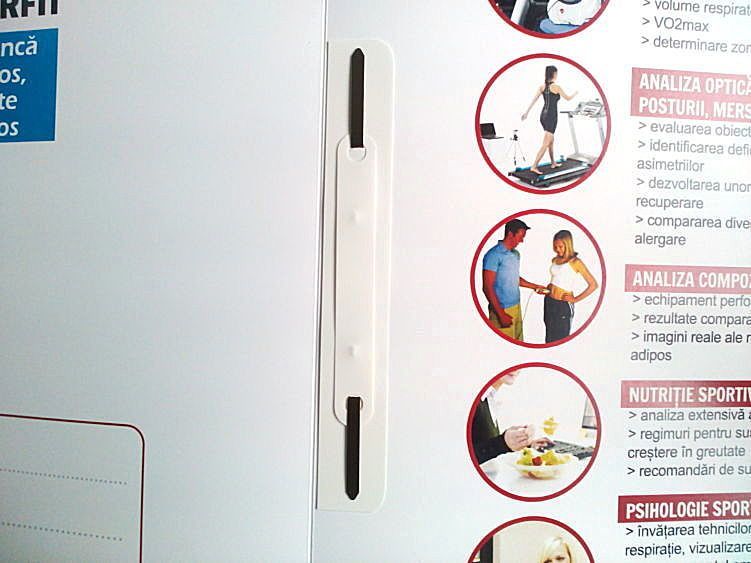 RFIT
ncă
os,
te
os
> volume respirat
> VO2max
> determinare zon
ANALIZA OPTICĂ
POSTURII, MERS
> evaluarea obiect
> identificarea defi
asimetriilor
> dezvoltarea unor
recuperare
> compararea dive
alergare
ANALIZA COMPOZ
> echipament perfo
> rezultate compara
> imagini reale ale
adipos
NUTRIȚIE SPORTIV
> analiza extensivă a
> regimuri pentru su
creștere în greutate
> recomandări de su
PSIHOLOGIE SPOR
> învățarea tehnicilor
respirație, vizualizare